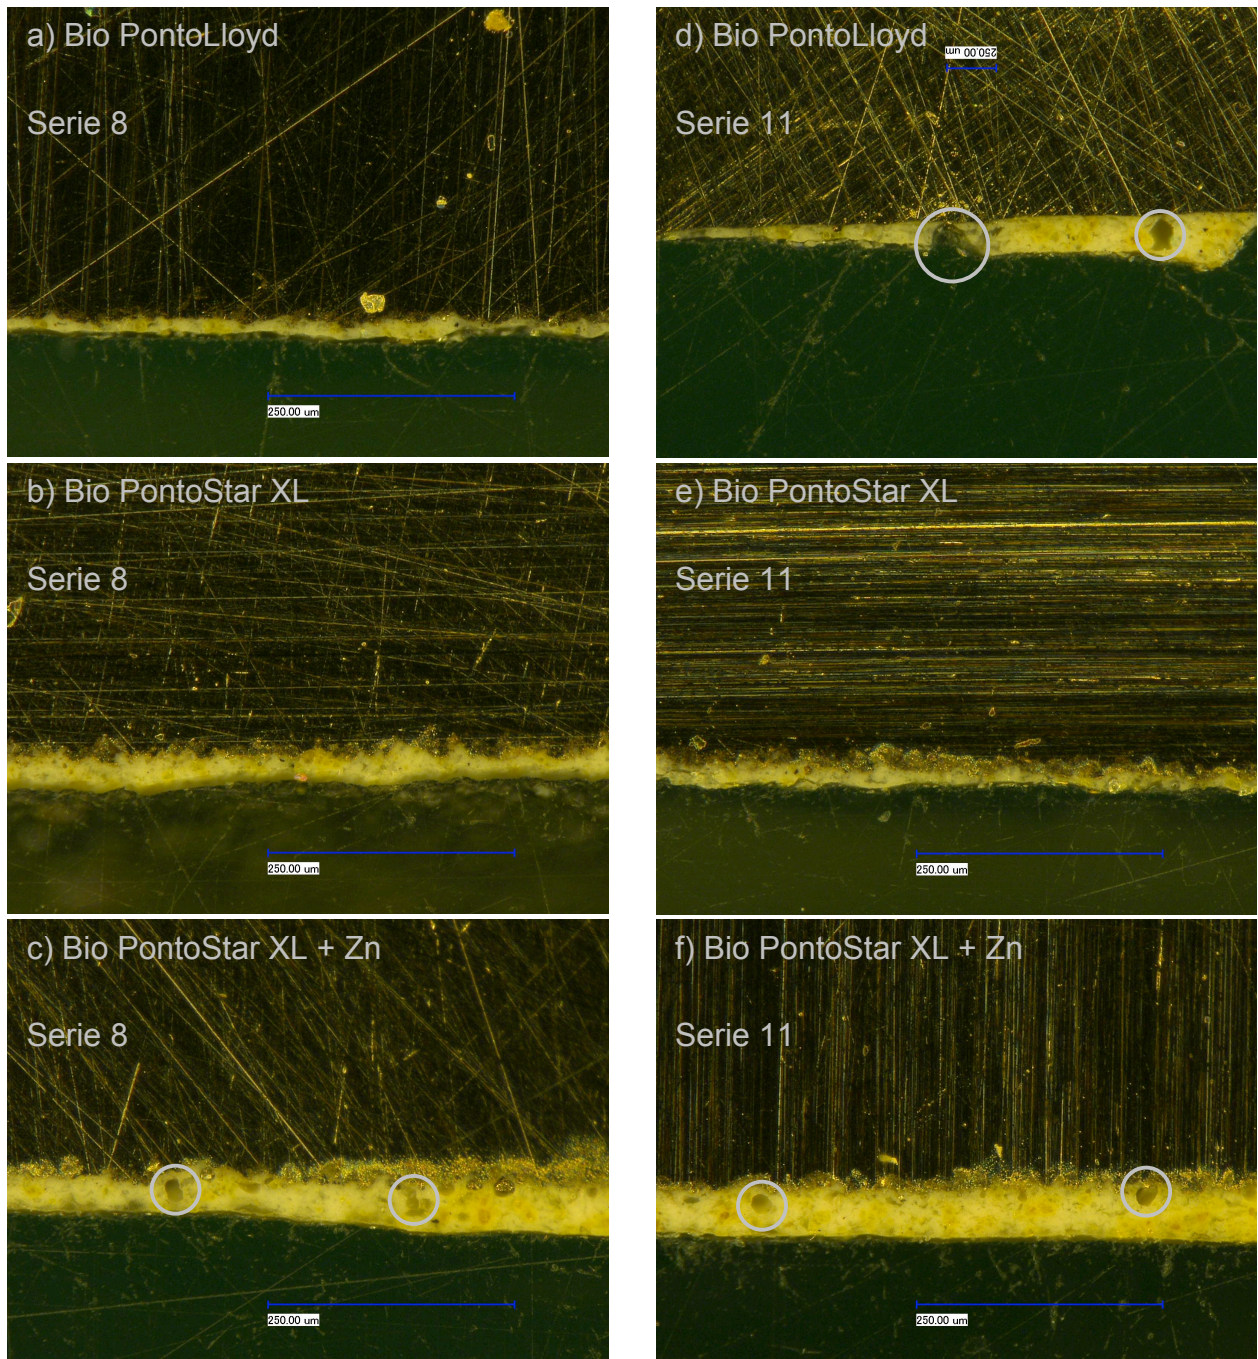 a) Bio PontoLloyd
Serie 8
250.00 um
b) Bio PontoStar XL
Serie 8
250.00 um
c) Bio PontoStar XL + Zn
Serie 8
250.00 um
d) Bio PontoLloyd
250.00 um
Serie 11
e) Bio PontoStar XL
Serie 11
250.00 um
f) Bio PontoStar XL + Zn
Serie 11
250.00 um